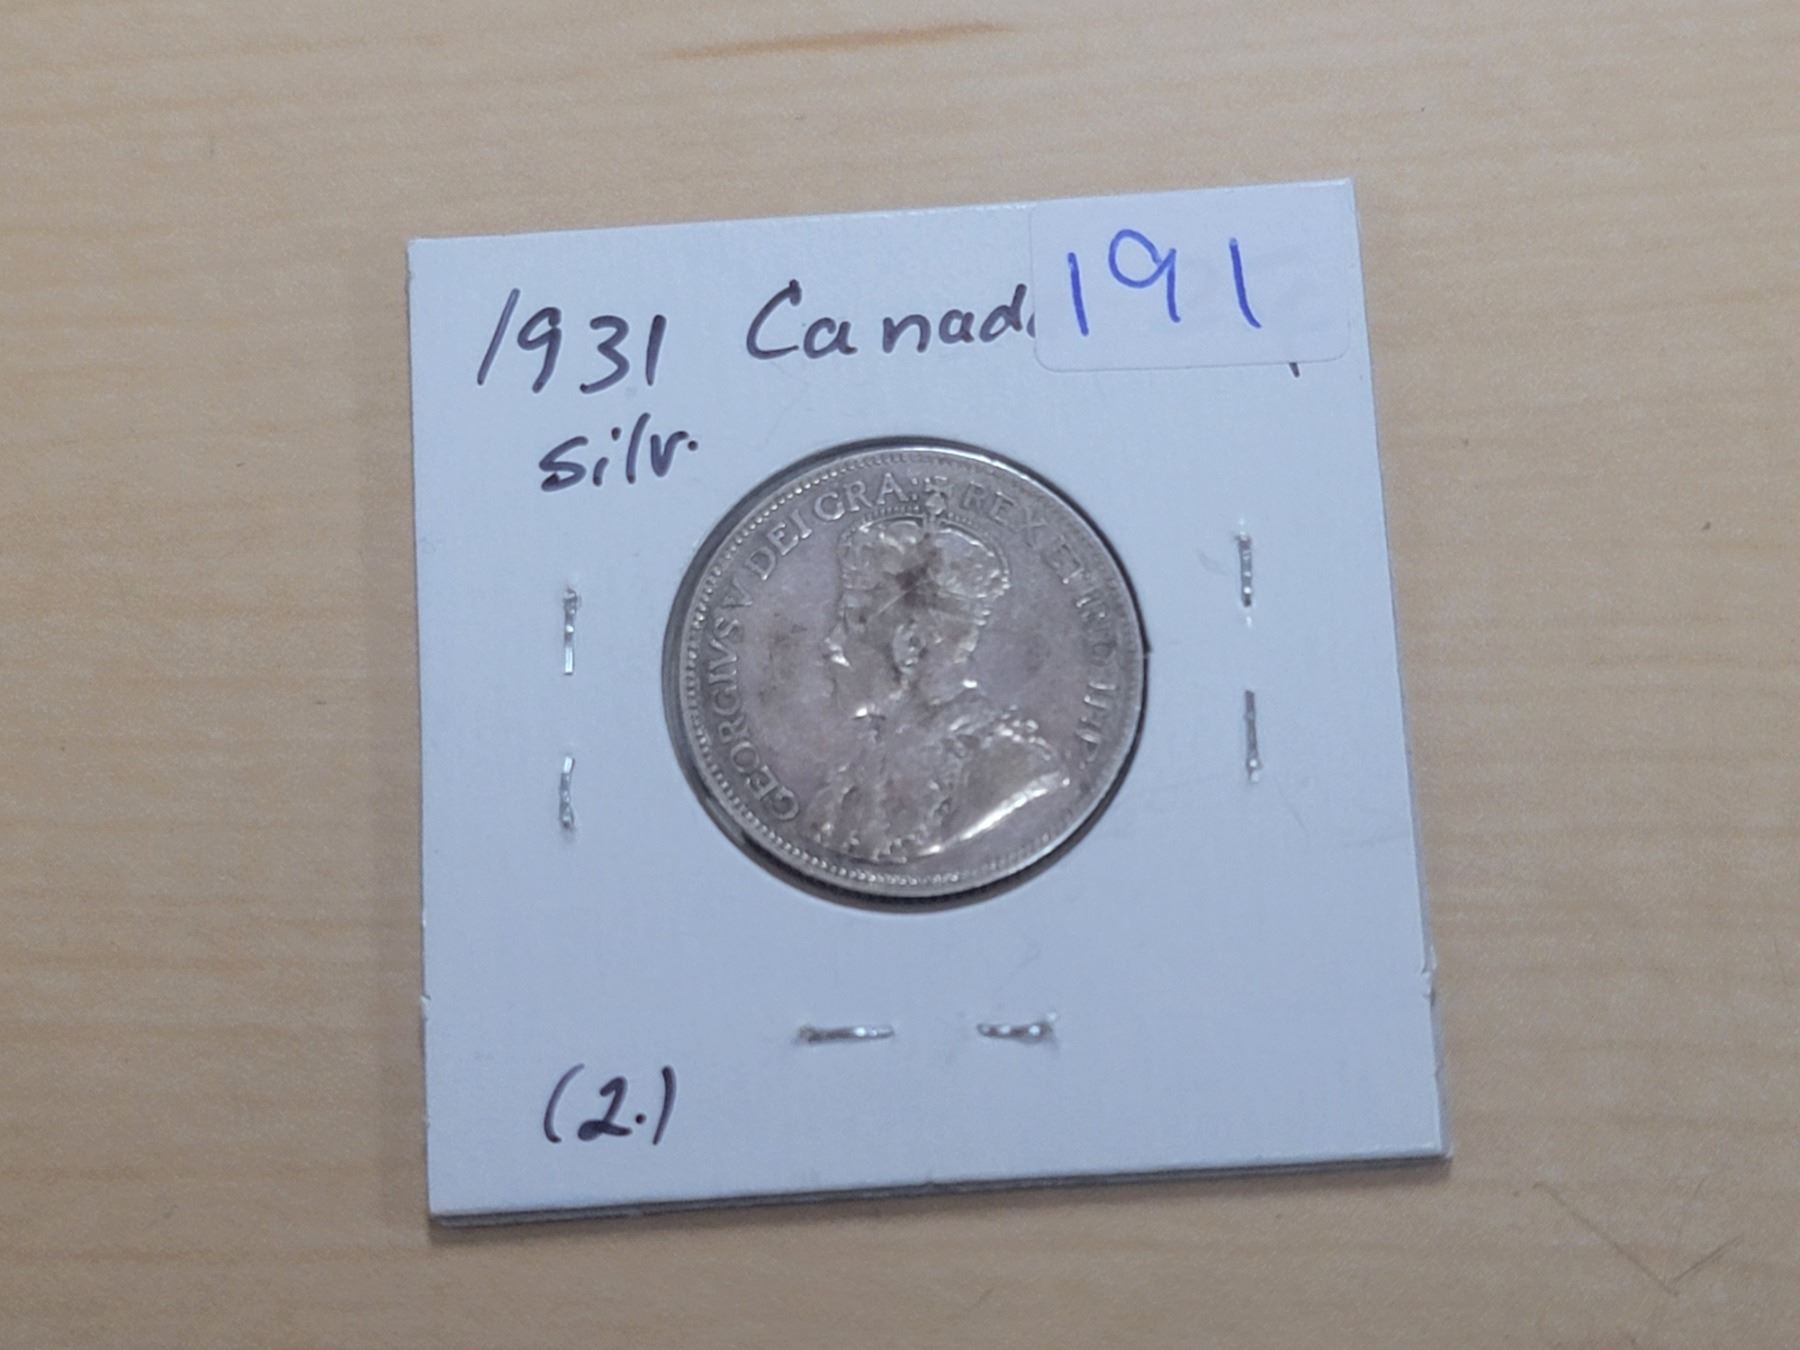 1931 Canad
191
silv.
GEORGIVS V DEI GRA: REX ET IND: IMP:
(2.)